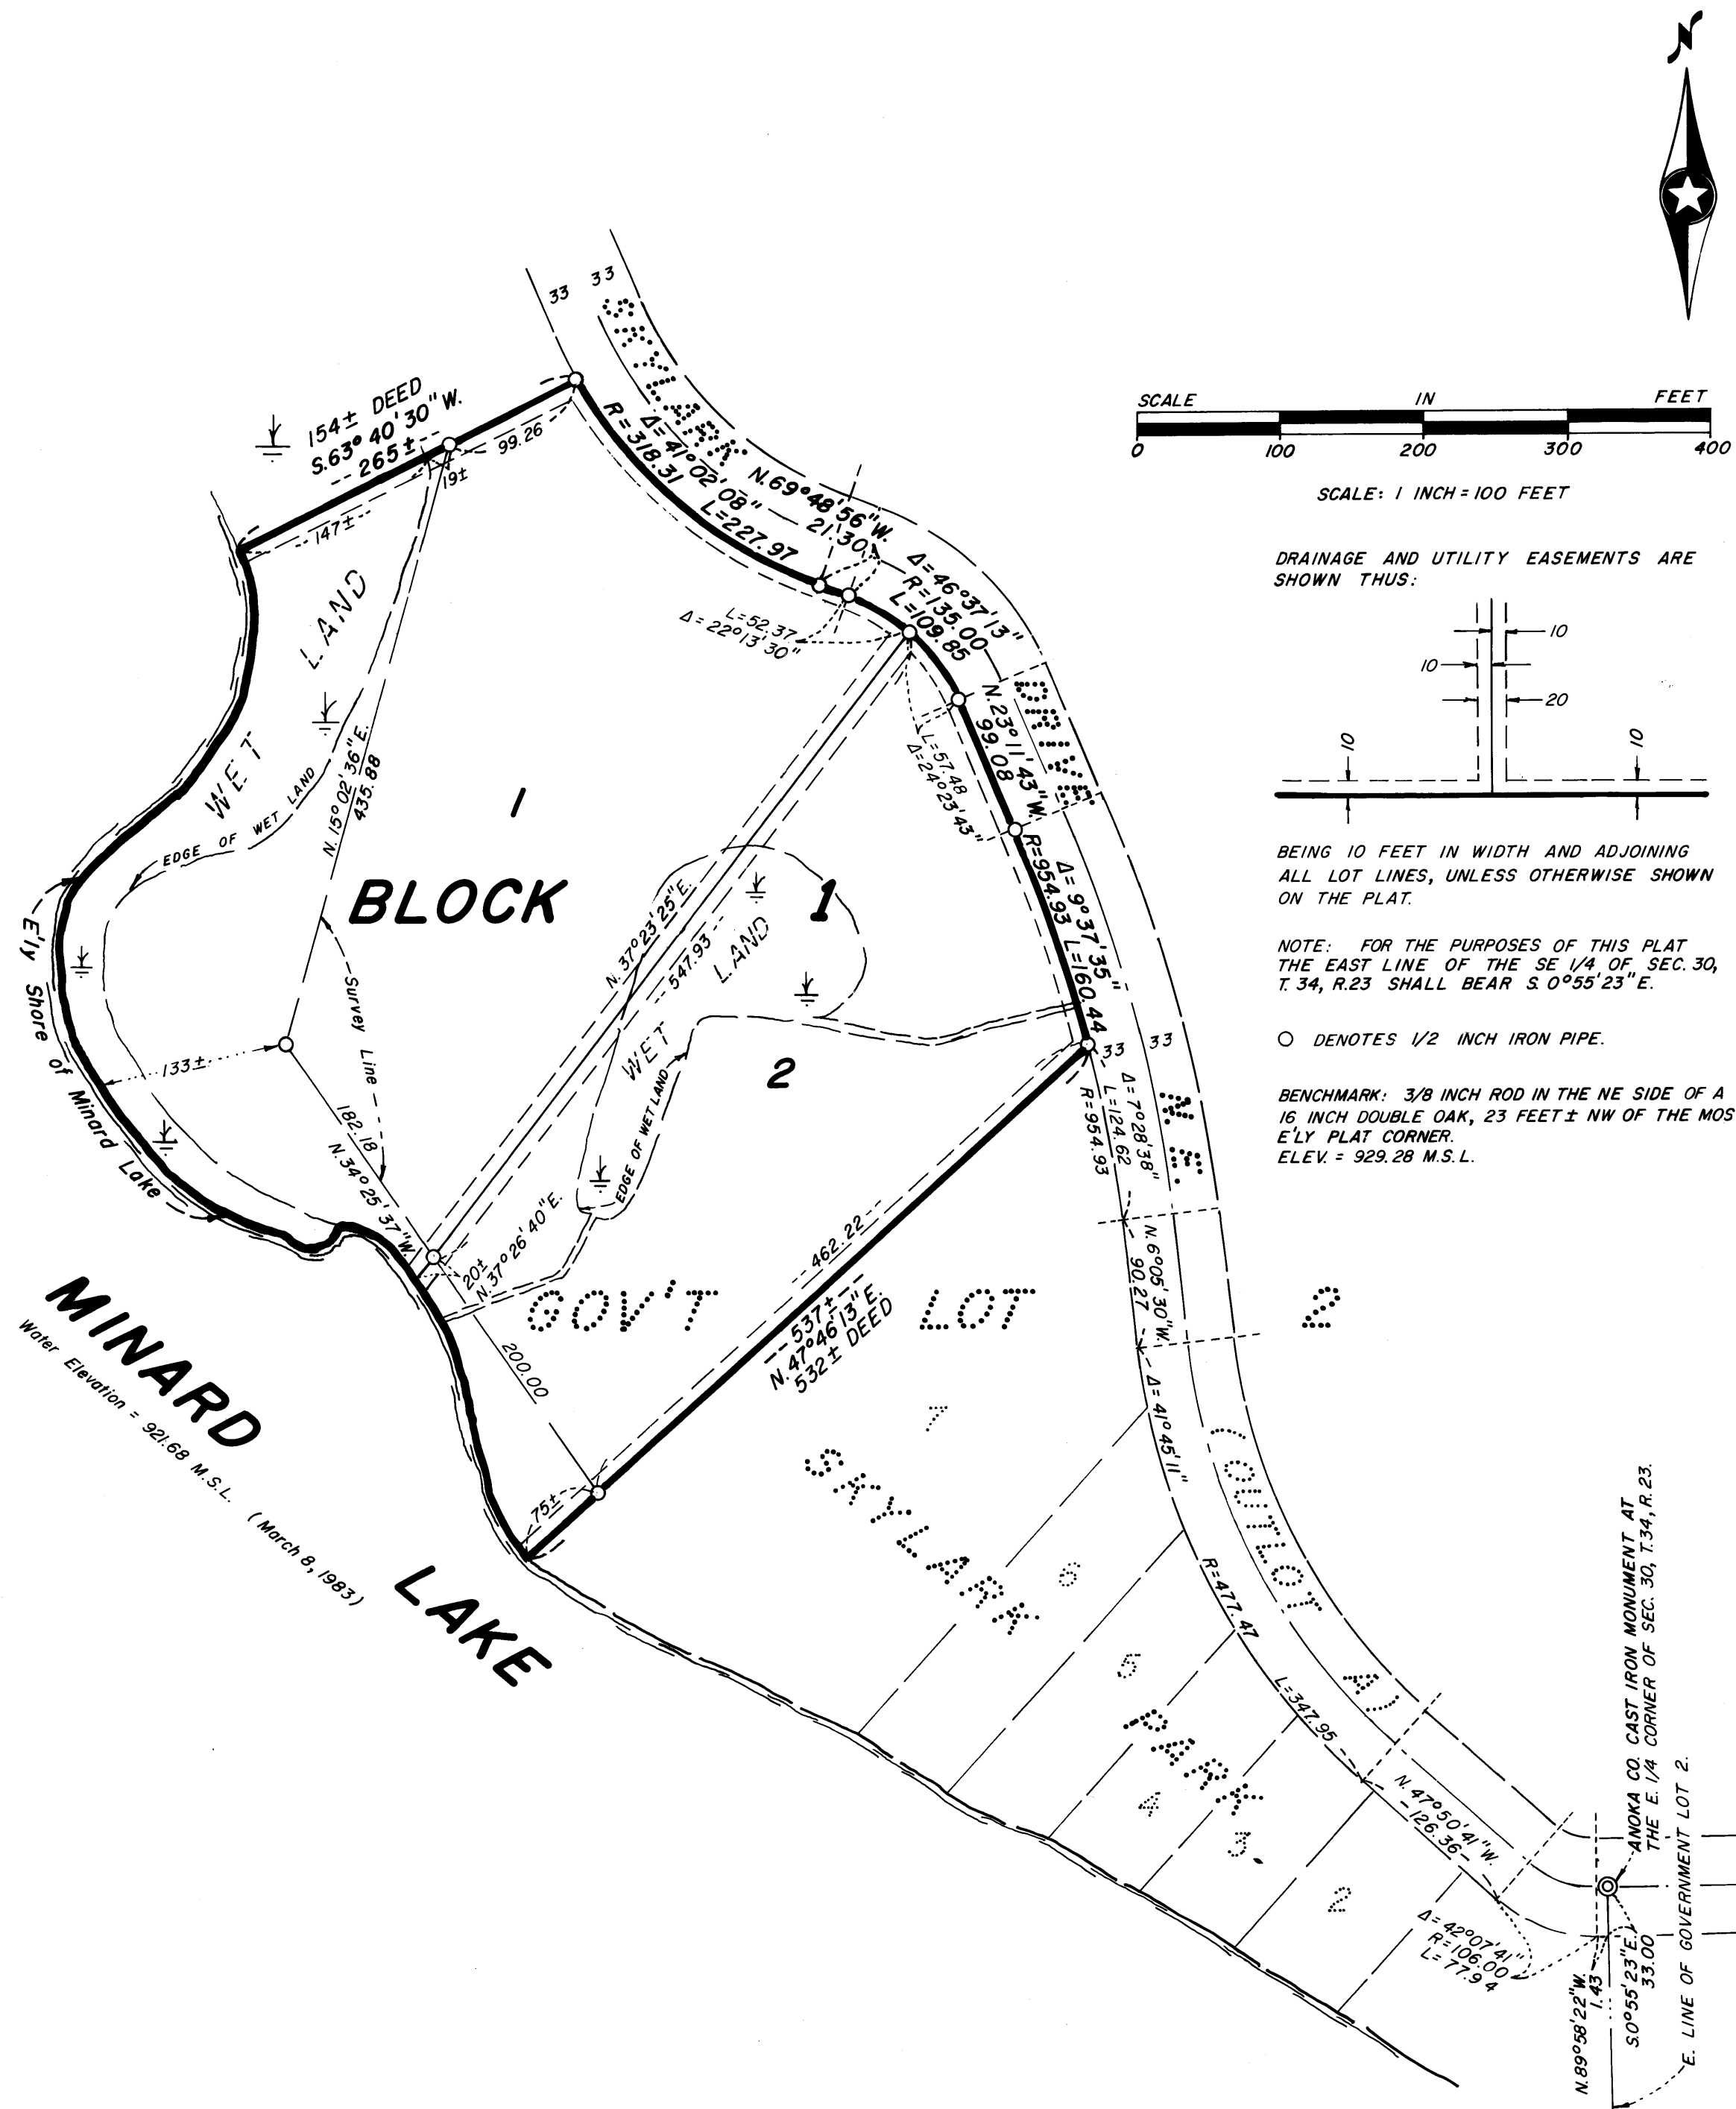 N
33
33
SKYLARK
154± DEED
S.63°40'30"W.
265±
99.26
19±
147±
Δ=41°02'08"
R=318.31
L=227.97
N.69°48'56"W.
21.30
Δ=46°37'13"
R=135.00
L=109.85
L=52.37
Δ=22°13'30"
SCALE IN FEET
0 100 200 300 400
SCALE: 1 INCH = 100 FEET
DRAINAGE AND UTILITY EASEMENTS ARE
SHOWN THUS:
10
10
20
10
10
BEING 10 FEET IN WIDTH AND ADJOINING
ALL LOT LINES, UNLESS OTHERWISE SHOWN
ON THE PLAT.
NOTE: FOR THE PURPOSES OF THIS PLAT
THE EAST LINE OF THE SE 1/4 OF SEC. 30,
T. 34, R.23 SHALL BEAR S. 0°55'23"E.
DENOTES 1/2 INCH IRON PIPE.
BENCHMARK: 3/8 INCH ROD IN THE NE SIDE OF A
16 INCH DOUBLE OAK, 23 FEET± NW OF THE MOS
E'LY PLAT CORNER.
ELEV. = 929.28 M.S.L.
WET LAND
EDGE OF WET LAND
N.15°02'36"E.
435.88
1
BLOCK 1
DRIVE
N.23°11'43"W.
99.08
L=57.48
Δ=24°23'43"
Δ=9°37'35"
R=954.93 L=160.44
N.37°23'25"E.
547.93
WET LAND
EDGE OF WET LAND
2
E'ly Shore of Minard Lake
133±
Survey Line
182.18
N.34°25'37"W.
20±
N.37°26'40"E.
200.00
75±
462.22
537±
N.47°46'13"E.
532± DEED
33
33
N.E.
Δ=7°28'38"
L=124.62
R=954.93
N.6°05'30"W.
90.27
GOV'T LOT 2
MINARD
LAKE
Water Elevation = 921.68 M.S.L. (March 8, 1983)
(OUTLOT A)
Δ=41°45'11"
R=477.47
L=347.95
7
SKYLARK
6
5
PARK
4
3
2
N.47°50'41"W.
126.36
Δ=42°07'41"
R=106.00
L=77.94
N.89°58'22"W.
1.43
S.0°55'23"E.
33.00
ANOKA CO. CAST IRON MONUMENT AT
THE E. 1/4 CORNER OF SEC. 30, T.34, R.23.
E. LINE OF GOVERNMENT LOT 2.